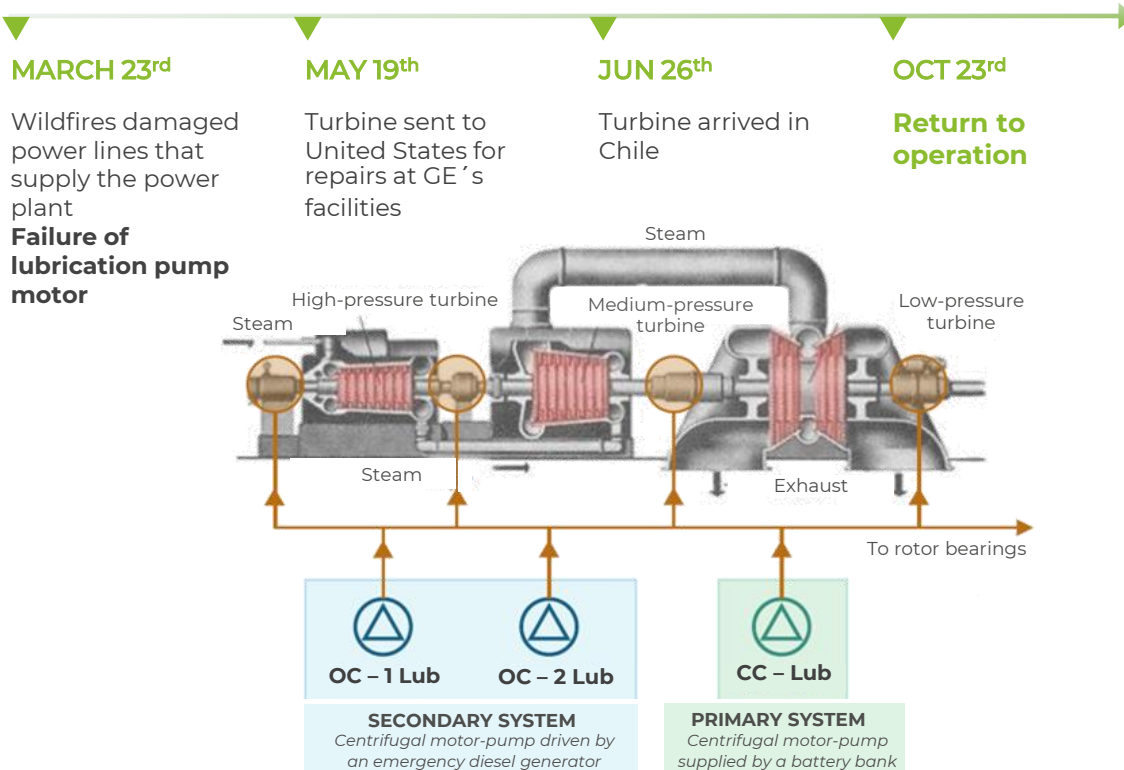 MARCH 23rd
Wildfires damaged
power lines that
supply the power
plant
Failure of
lubrication pump
motor
MAY 19th
Turbine sent to
United States for
repairs at GE´s
facilities
JUN 26th
Turbine arrived in
Chile
OCT 23rd
Return to
operation
Steam
High-pressure turbine
Medium-pressure
turbine
Low-pressure
turbine
Steam
Steam
Exhaust
To rotor bearings
OC – 1 Lub
OC – 2 Lub
CC – Lub
SECONDARY SYSTEM
Centrifugal motor-pump driven by
an emergency diesel generator
PRIMARY SYSTEM
Centrifugal motor-pump
supplied by a battery bank